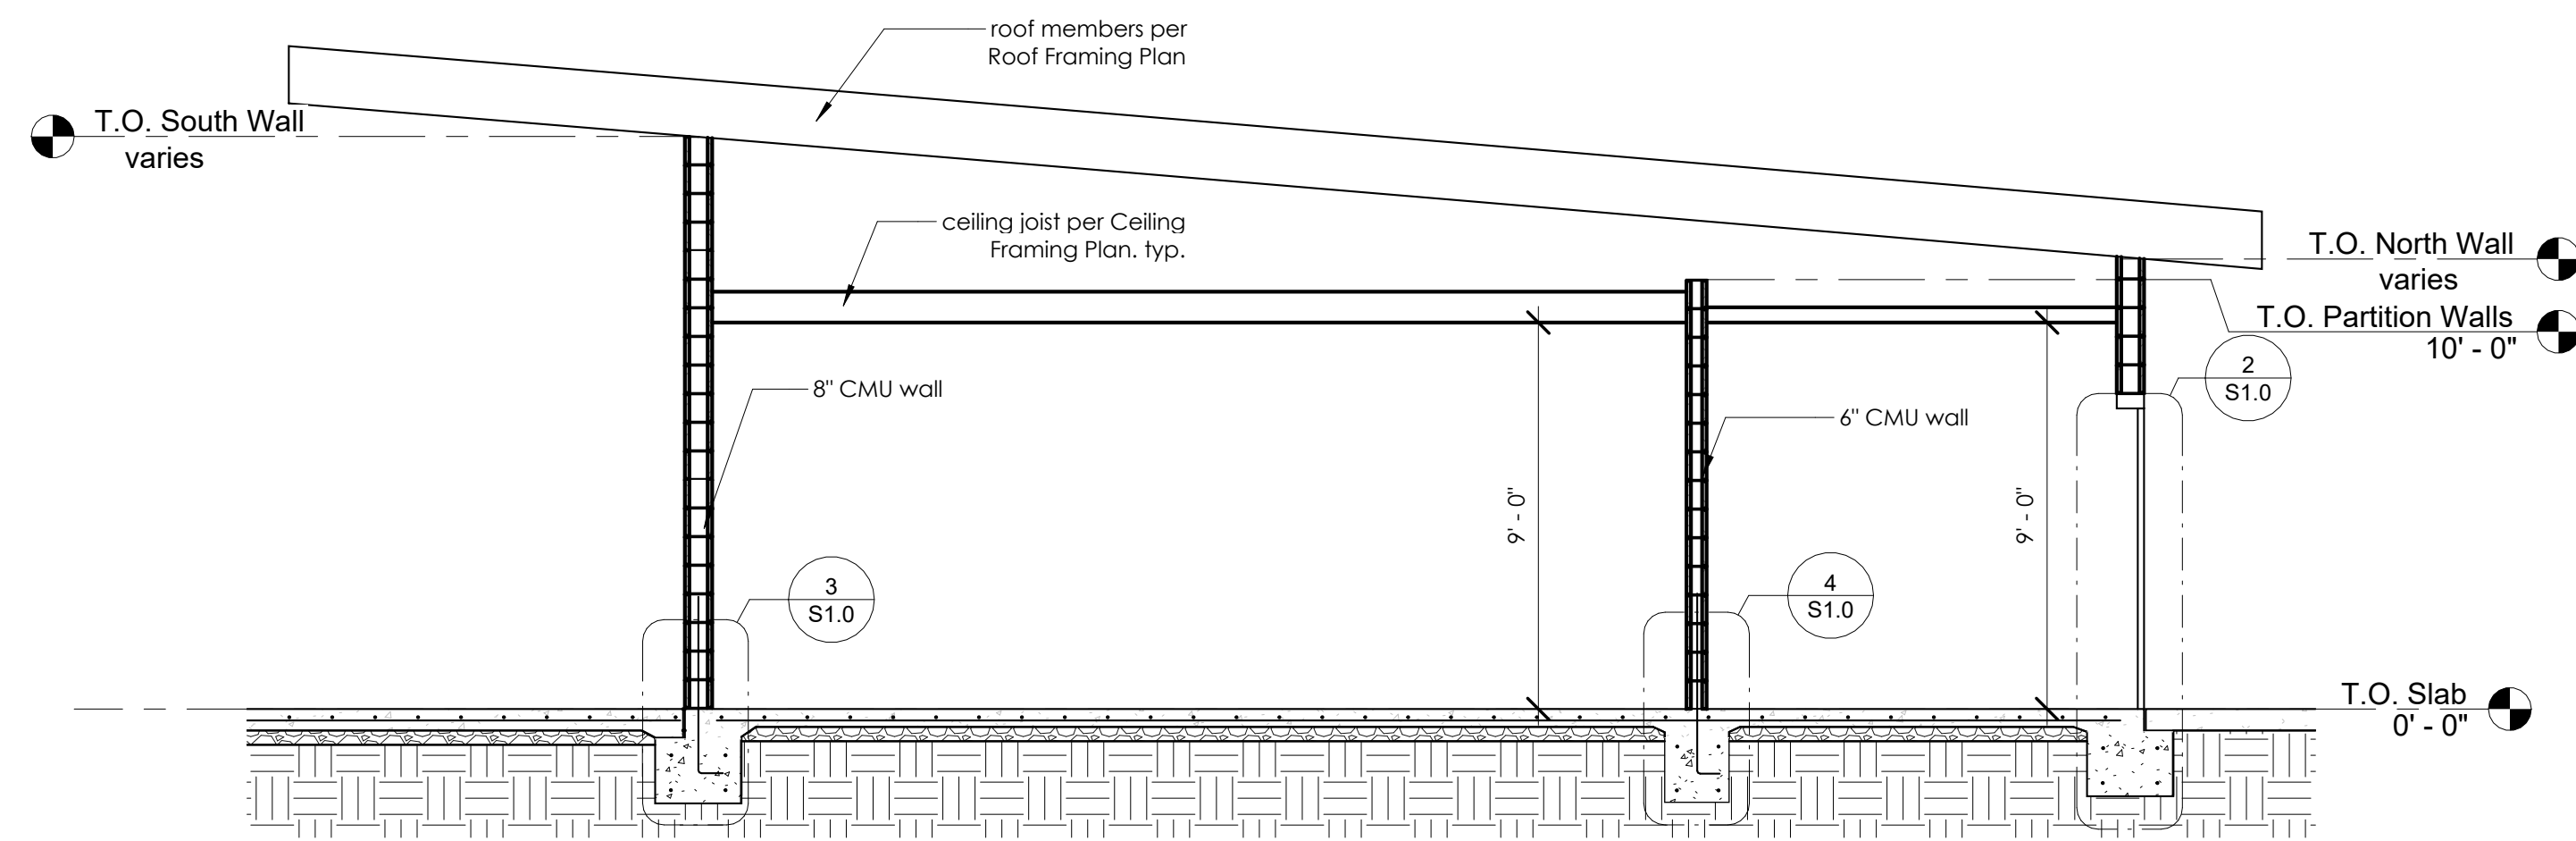 roof members per
Roof Framing Plan
T.O. South Wall
varies
ceiling joist per Ceiling
Framing Plan. typ.
T.O. North Wall
varies
T.O. Partition Walls
10' - 0"
2
S1.0
8" CMU wall
6" CMU wall
9' - 0"
9' - 0"
3
S1.0
4
S1.0
T.O. Slab
0' - 0"